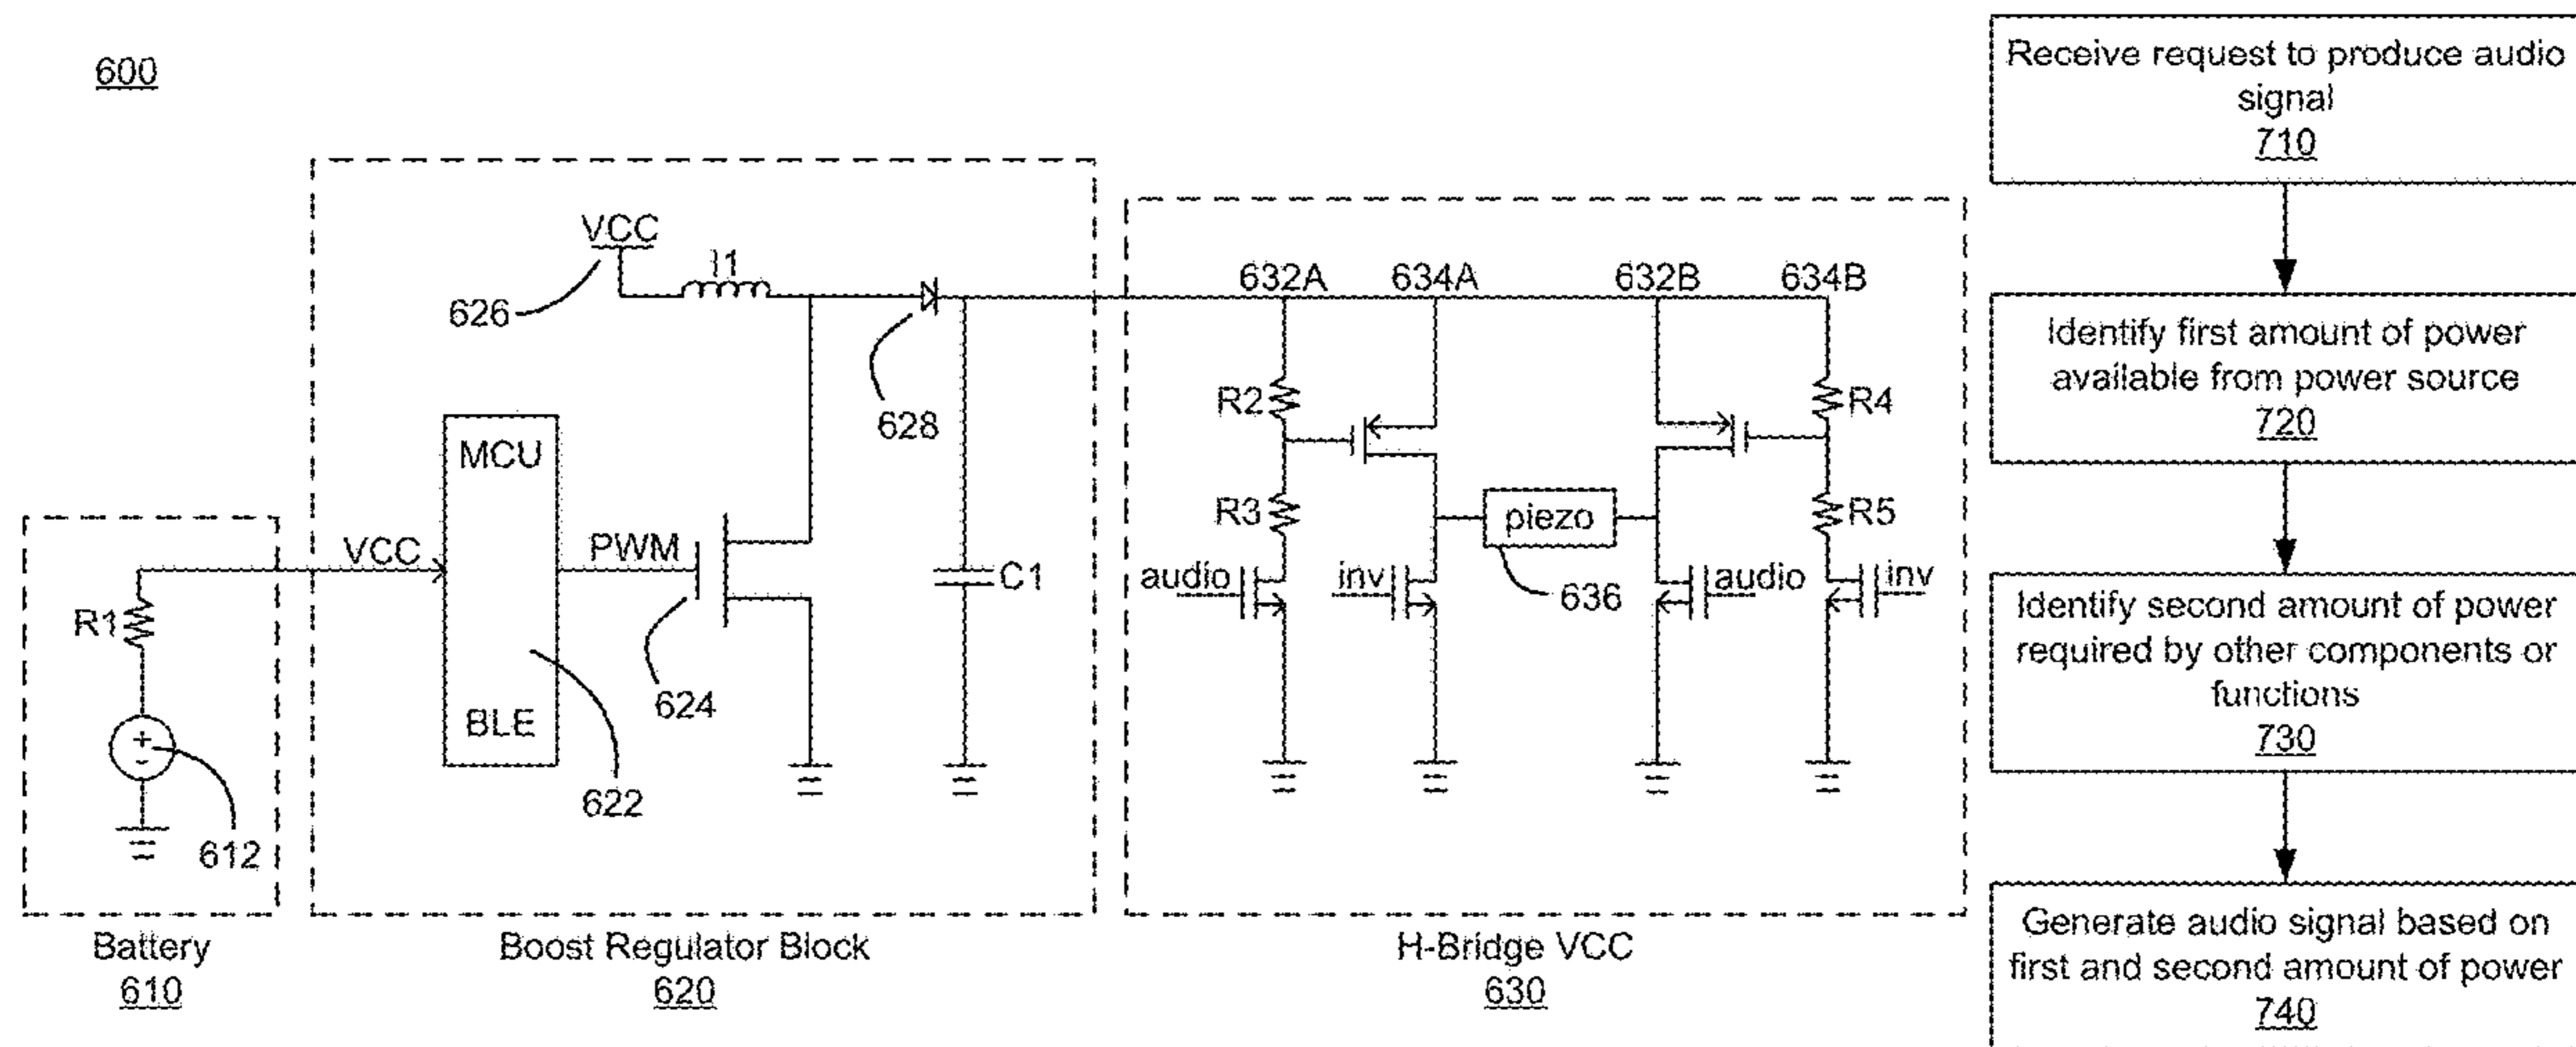 600
VCC
I1
626
628
MCU
BLE
622
PWM
624
VCC
C1
R1
+
-
612
Battery
610
Boost Regulator Block
620
632A
634A
632B
634B
R2
R4
R3
R5
piezo
636
audio
inv
audio
inv
H-Bridge VCC
630
Receive request to produce audio
signal
710
Identify first amount of power
available from power source
720
Identify second amount of power
required by other components or
functions
730
Generate audio signal based on
first and second amount of power
740